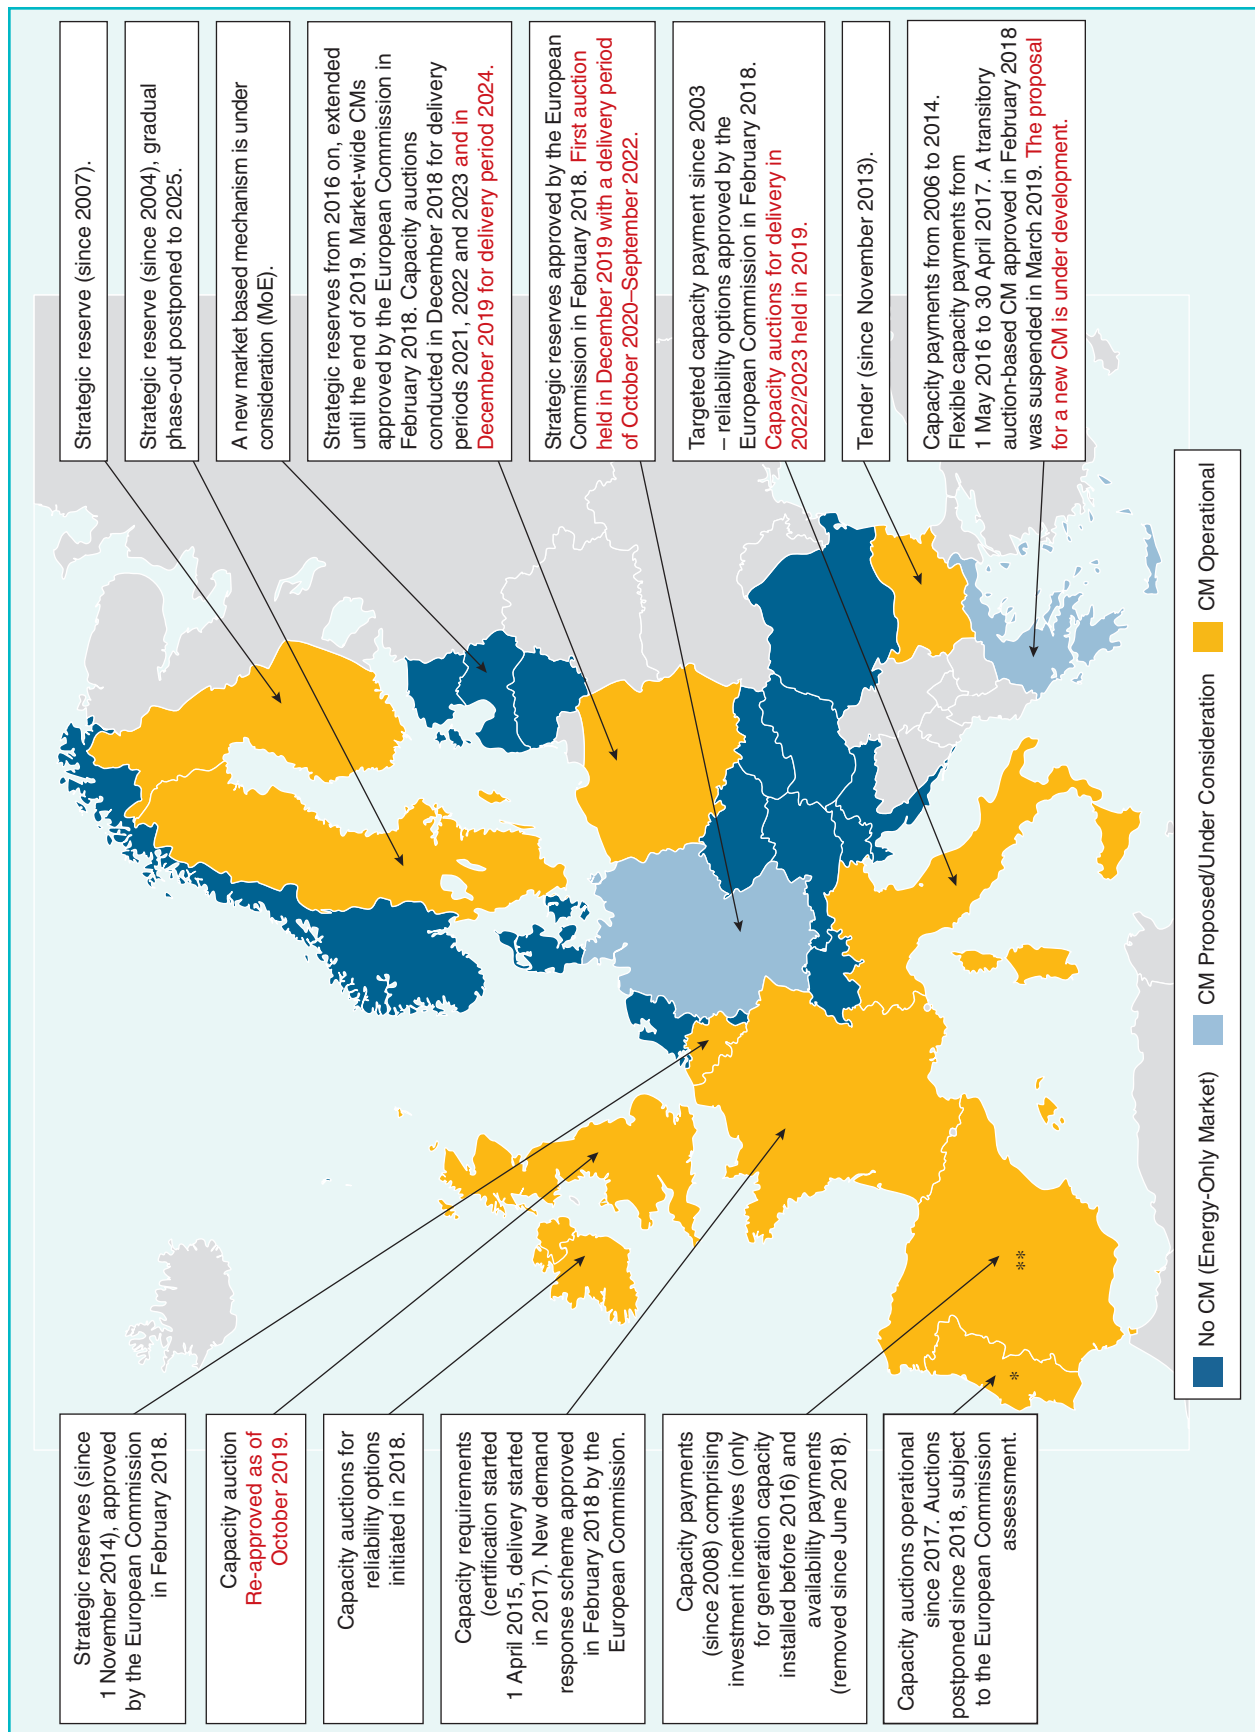 Strategic reserve (since 2007).
Strategic reserve (since 2004), gradual
phase-out postponed to 2025.
A new market based mechanism is under
consideration (MoE).
Strategic reserves from 2016 on, extended
until the end of 2019. Market-wide CMs
approved by the European Commission in
February 2018. Capacity auctions
conducted in December 2018 for delivery
periods 2021, 2022 and 2023 and in
December 2019 for delivery period 2024.
Strategic reserves approved by the European
Commission in February 2018. First auction
held in December 2019 with a delivery period
of October 2020–September 2022.
Targeted capacity payment since 2003
– reliability options approved by the
European Commission in February 2018.
Capacity auctions for delivery in
2022/2023 held in 2019.
Tender (since November 2013).
Capacity payments from 2006 to 2014.
Flexible capacity payments from
1 May 2016 to 30 April 2017. A transitory
auction-based CM approved in February 2018
was suspended in March 2019. The proposal
for a new CM is under development.
Strategic reserves (since
1 November 2014), approved
by the European Commission
in February 2018.
Capacity auction
Re-approved as of
October 2019.
Capacity auctions for
reliability options
initiated in 2018.
Capacity requirements
(certification started
1 April 2015, delivery started
in 2017). New demand
response scheme approved
in February 2018 by the
European Commission.
Capacity payments
(since 2008) comprising
investment incentives (only
for generation capacity
installed before 2016) and
availability payments
(removed since June 2018).
Capacity auctions operational
since 2017. Auctions
postponed since 2018, subject
to the European Commission
assessment.
*
**
No CM (Energy-Only Market)
CM Proposed/Under Consideration
CM Operational